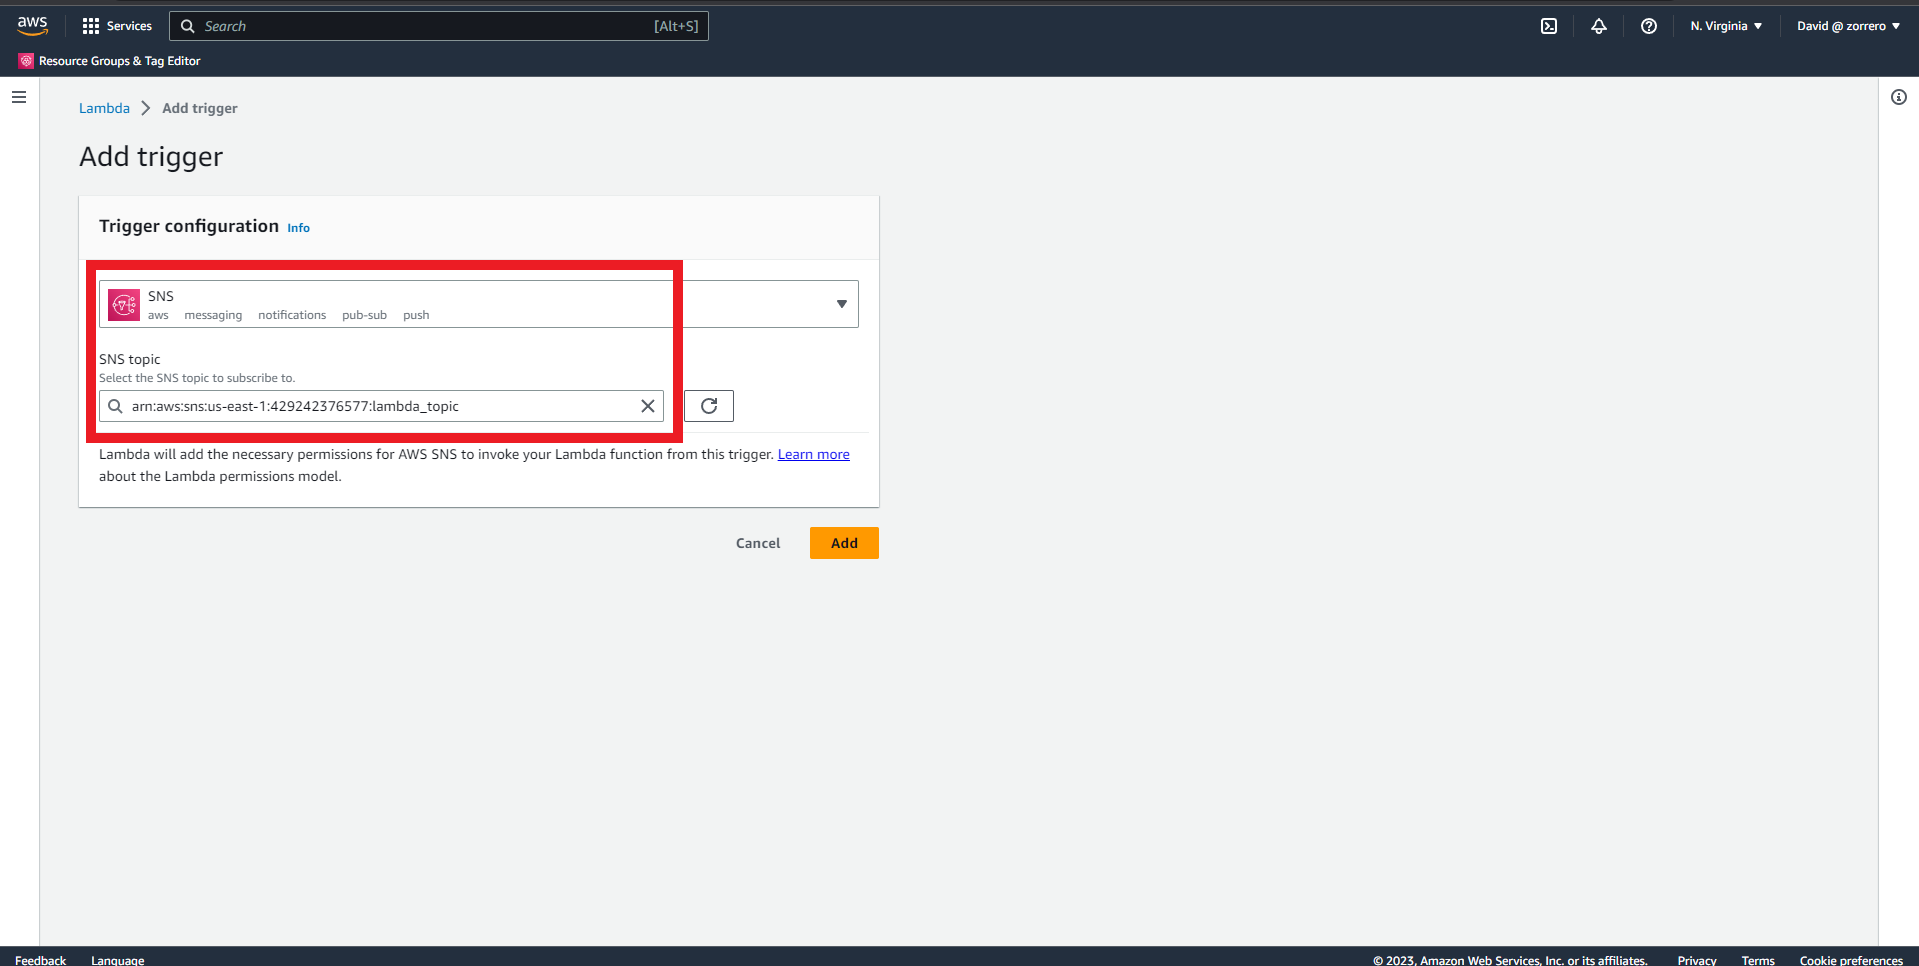 aws
Services
Search
[Alt+S]
N. Virginia
David @ zorrero
Resource Groups & Tag Editor
Lambda
Add trigger
Add trigger
Trigger configuration Info
SNS
aws messaging notifications pub-sub push
SNS topic
Select the SNS topic to subscribe to.
arn:aws:sns:us-east-1:429242376577:lambda_topic
Lambda will add the necessary permissions for AWS SNS to invoke your Lambda function from this trigger. Learn more
about the Lambda permissions model.
Cancel
Add
Feedback
Language
© 2023, Amazon Web Services, Inc. or its affiliates.
Privacy
Terms
Cookie preferences